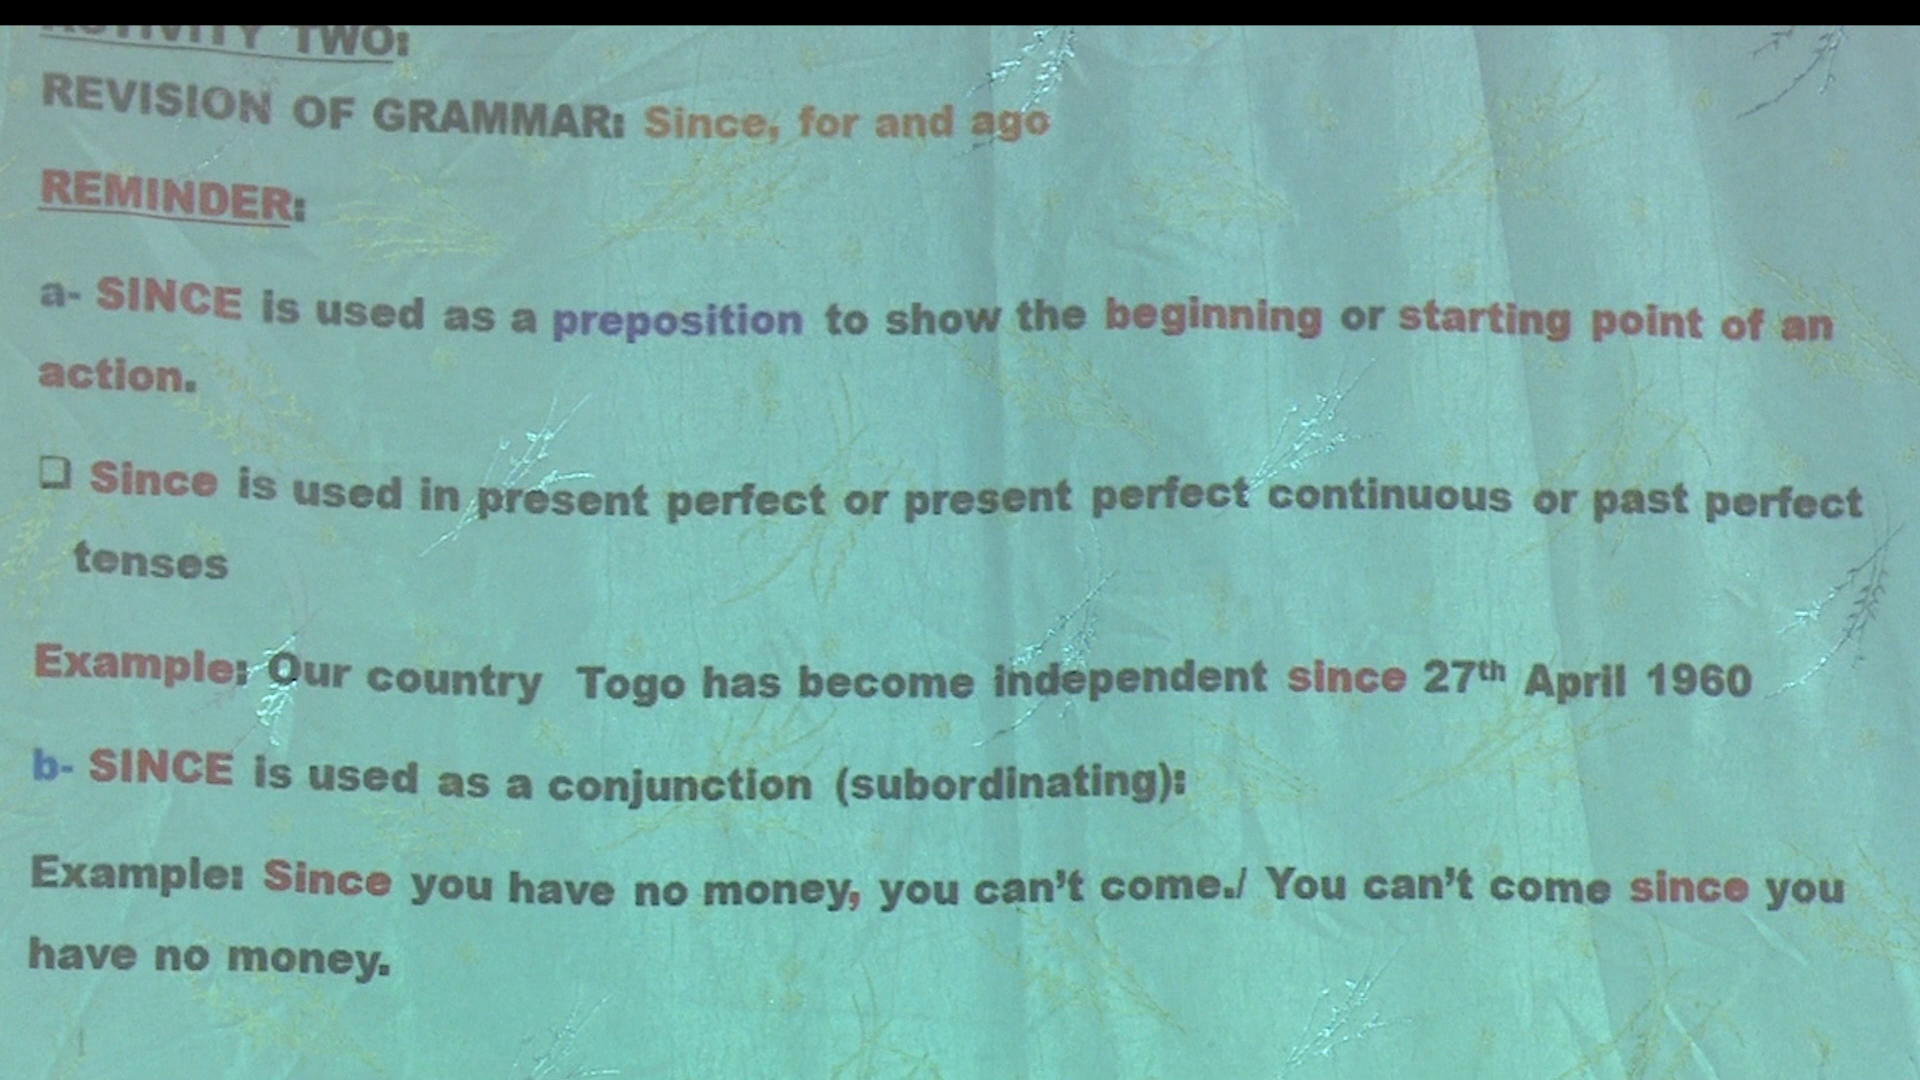 ACTIVITY TWO:
REVISION OF GRAMMAR: Since, for and ago
REMINDER:
a- SINCE is used as a preposition to show the beginning or starting point of an
action.
❑ Since is used in present perfect or present perfect continuous or past perfect
tenses
Example: Our country Togo has become independent since 27th April 1960
b- SINCE is used as a conjunction (subordinating):
Example: Since you have no money, you can't come./ You can't come since you
have no money.